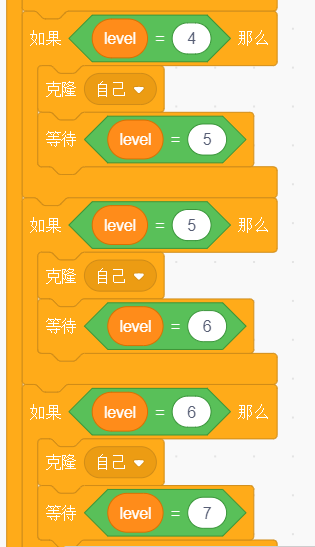 如果 level = 4 那么
克隆 自己
等待 level = 5
如果 level = 5 那么
克隆 自己
等待 level = 6
如果 level = 6 那么
克隆 自己
等待 level = 7